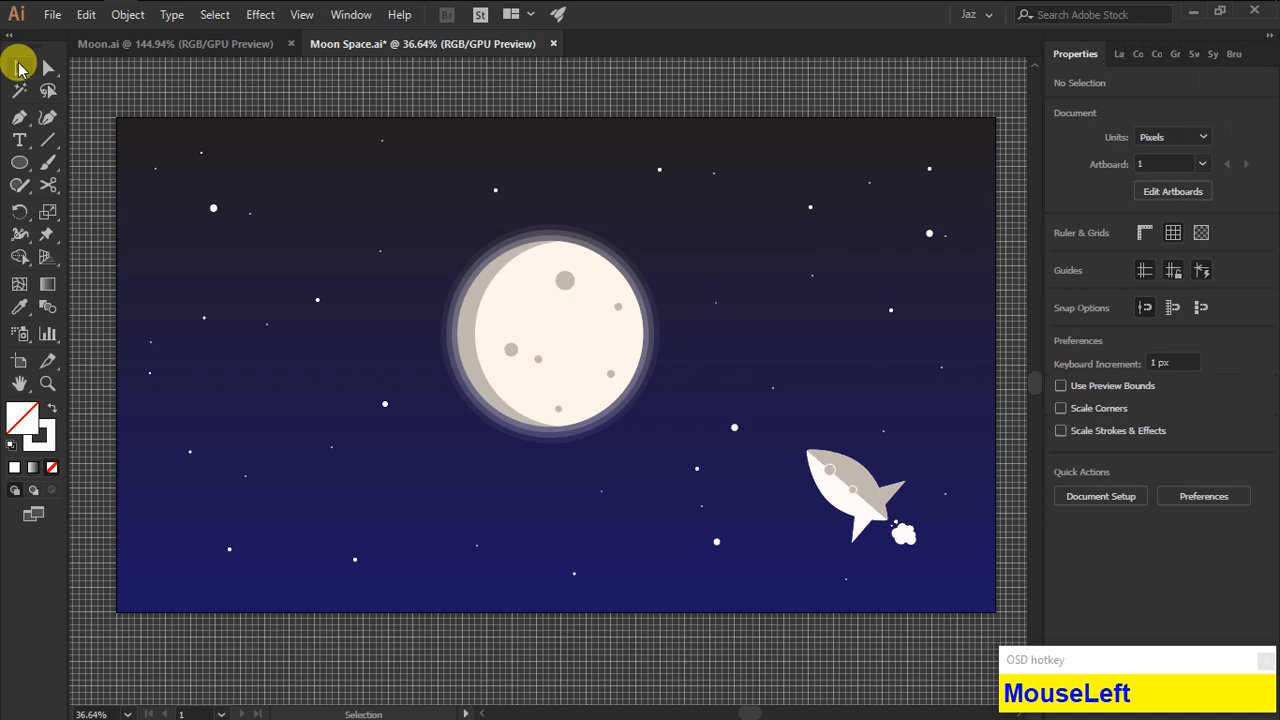 Ai File Edit Object Type Select Effect View Window Help Br St Jaz Search Adobe Stock
Moon.ai @ 144.94% (RGB/GPU Preview) Moon Space.ai* @ 36.64% (RGB/GPU Preview)
Properties La Co Co Gr Sv Sy Bru
No Selection
Document
Units: Pixels
Artboard: 1
Edit Artboards
Ruler & Grids
Guides
Snap Options
Preferences
Keyboard Increment: 1 px
Use Preview Bounds
Scale Corners
Scale Strokes & Effects
Quick Actions
Document Setup Preferences
OSD hotkey
MouseLeft
36.64% 1 Selection